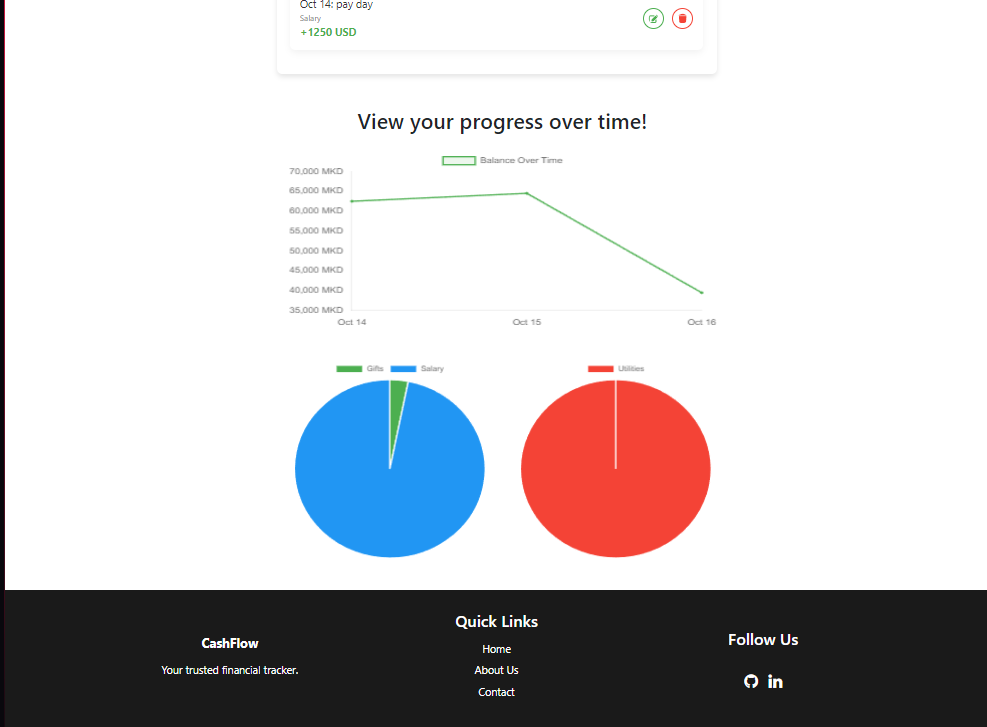 Oct 14: pay day
Salary
+1250 USD
View your progress over time!
Balance Over Time
70,000 MKD
65,000 MKD
60,000 MKD
55,000 MKD
50,000 MKD
45,000 MKD
40,000 MKD
35,000 MKD
Oct 14 Oct 15 Oct 16
Gifts Salary
Utilities
CashFlow
Your trusted financial tracker.
Quick Links
Home
About Us
Contact
Follow Us